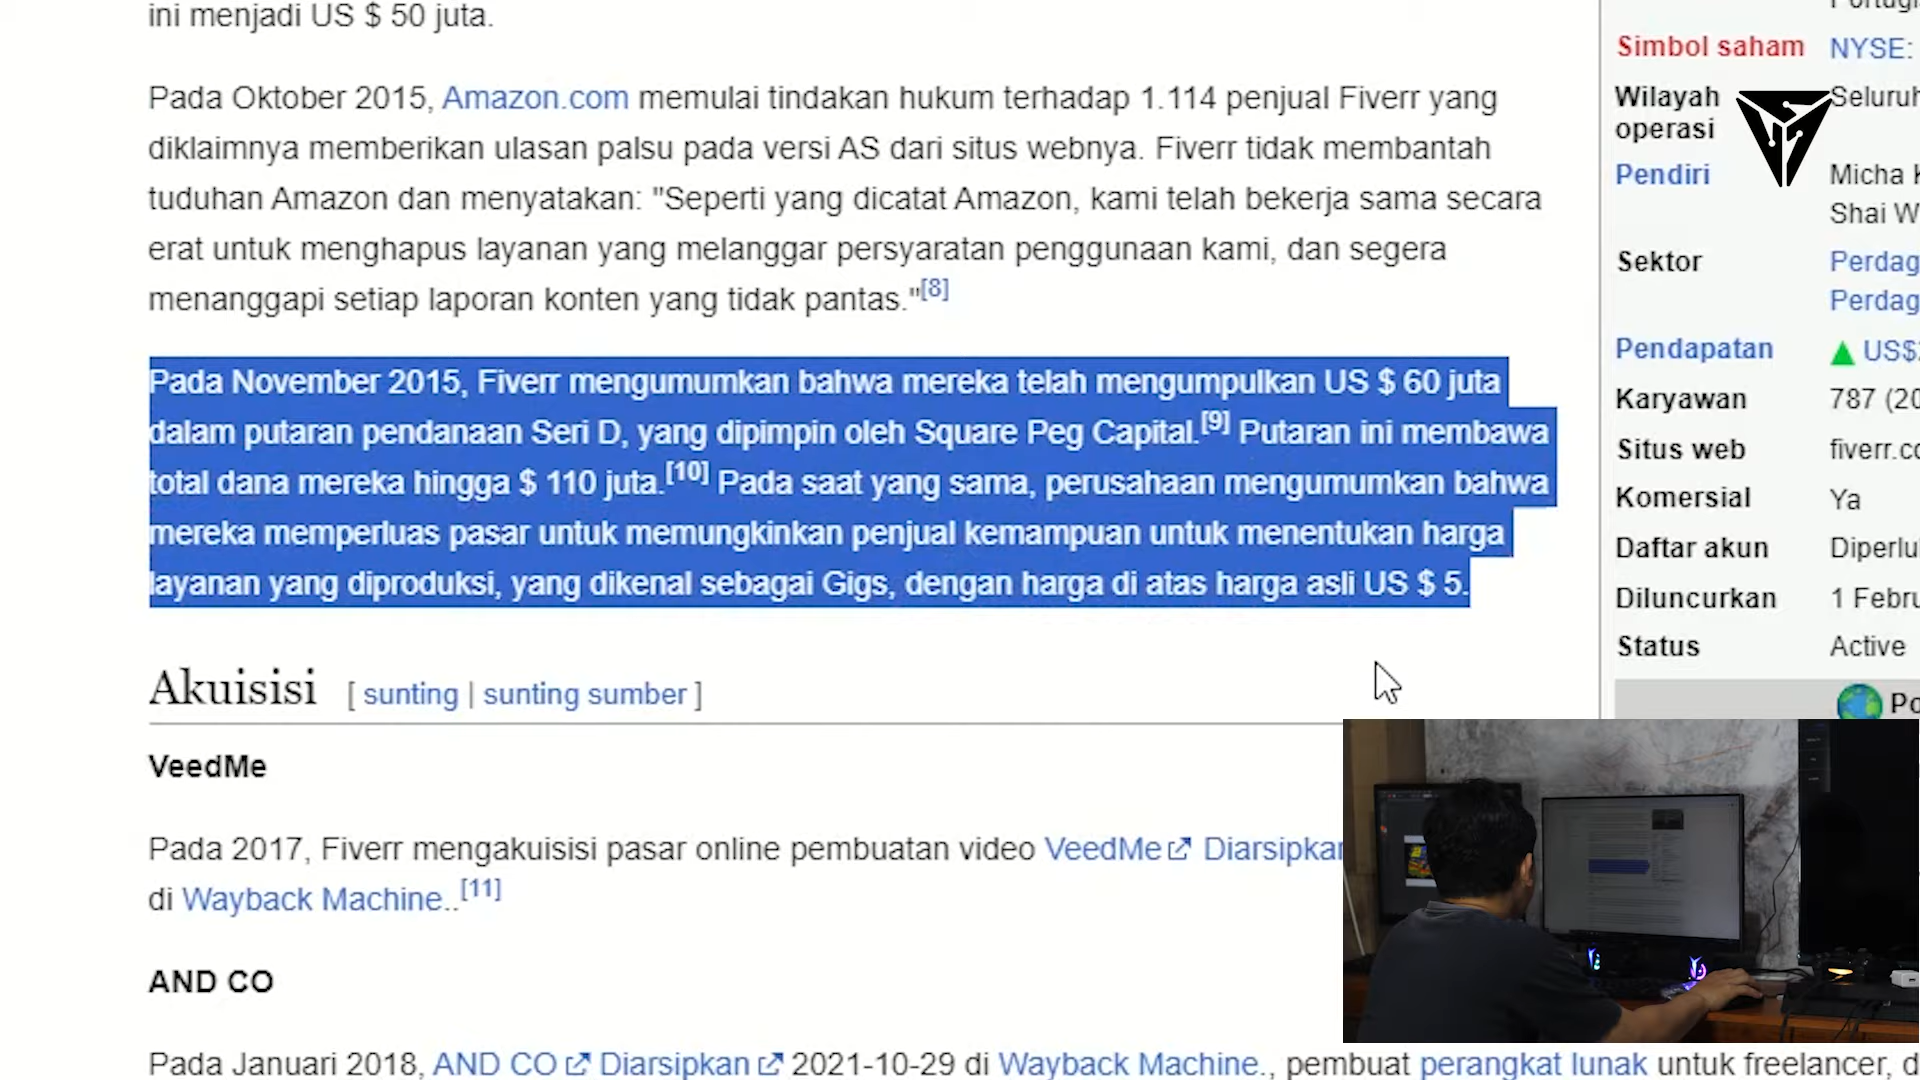 ini menjadi US $ 50 juta.
Pada Oktober 2015, Amazon.com memulai tindakan hukum terhadap 1.114 penjual Fiverr yang
diklaimnya memberikan ulasan palsu pada versi AS dari situs webnya. Fiverr tidak membantah
tuduhan Amazon dan menyatakan: "Seperti yang dicatat Amazon, kami telah bekerja sama secara
erat untuk menghapus layanan yang melanggar persyaratan penggunaan kami, dan segera
menanggapi setiap laporan konten yang tidak pantas."[8]
Pada November 2015, Fiverr mengumumkan bahwa mereka telah mengumpulkan US $ 60 juta
dalam putaran pendanaan Seri D, yang dipimpin oleh Square Peg Capital.[9] Putaran ini membawa
total dana mereka hingga $ 110 juta.[10] Pada saat yang sama, perusahaan mengumumkan bahwa
mereka memperluas pasar untuk memungkinkan penjual kemampuan untuk menentukan harga
layanan yang diproduksi, yang dikenal sebagai Gigs, dengan harga di atas harga asli US $ 5.
Akuisisi [ sunting | sunting sumber ]
VeedMe
Pada 2017, Fiverr mengakuisisi pasar online pembuatan video VeedMe Diarsipkan
di Wayback Machine..[11]
AND CO
Pada Januari 2018, AND CO Diarsipkan 2021-10-29 di Wayback Machine., pembuat perangkat lunak untuk freelancer, d
Simbol saham NYSE:
Wilayah operasi Seluruh
Pendiri Micha K
Shai W
Sektor Perdag
Perdag
Pendapatan US$
Karyawan 787 (20
Situs web fiverr.co
Komersial Ya
Daftar akun Diperlu
Diluncurkan 1 Febru
Status Active
Po